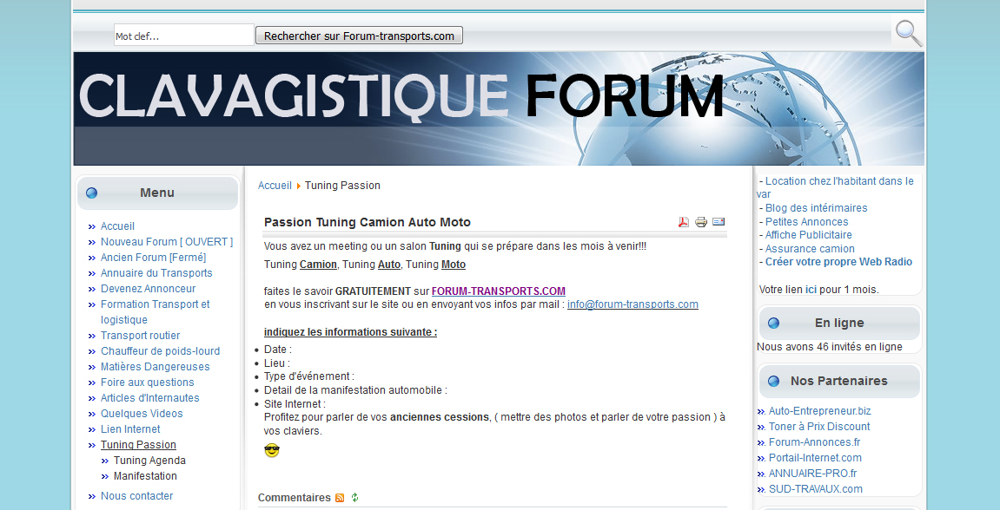 Mot clef...
Rechercher sur Forum-transports.com
CLAVAGISTIQUE FORUM
Menu
Accueil
Nouveau Forum [ OUVERT ]
Ancien Forum [Fermé]
Annuaire du Transports
Devenez Annonceur
Formation Transport et
logistique
Transport routier
Chauffeur de poids-lourd
Matières Dangereuses
Foire aux questions
Articles d'Internautes
Quelques Videos
Lien Internet
Tuning Passion
Tuning Agenda
Manifestation
Nous contacter
Accueil Tuning Passion
Passion Tuning Camion Auto Moto
Vous avez un meeting ou un salon Tuning qui se prépare dans les mois à venir!!!
Tuning Camion, Tuning Auto, Tuning Moto
faites le savoir GRATUITEMENT sur FORUM-TRANSPORTS.COM
en vous inscrivant sur le site ou en envoyant vos infos par mail : info@forum-transports.com
indiquez les informations suivante :
Date :
Lieu :
Type d'événement :
Detail de la manifestation automobile :
Site Internet :
Profitez pour parler de vos anciennes cessions, ( mettre des photos et parler de votre passion ) à
vos claviers.
Commentaires
- Location chez l'habitant dans le
var
- Blog des intérimaires
- Petites Annonces
- Affiche Publicitaire
- Assurance camion
- Créer votre propre Web Radio
Votre lien ici pour 1 mois.
En ligne
Nous avons 46 invités en ligne
Nos Partenaires
Auto-Entrepreneur.biz
Toner à Prix Discount
Forum-Annonces.fr
Portail-Internet.com
ANNUAIRE-PRO.fr
SUD-TRAVAUX.com